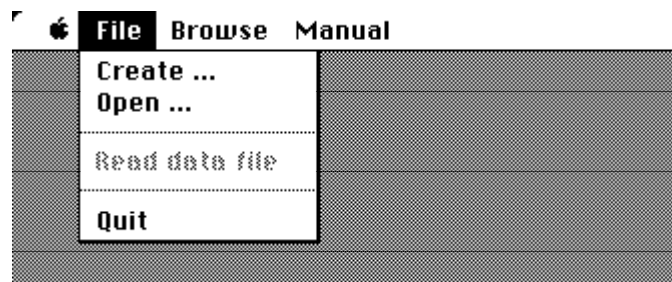 File Browse Manual
Create ...
Open ...
Read data file
Quit